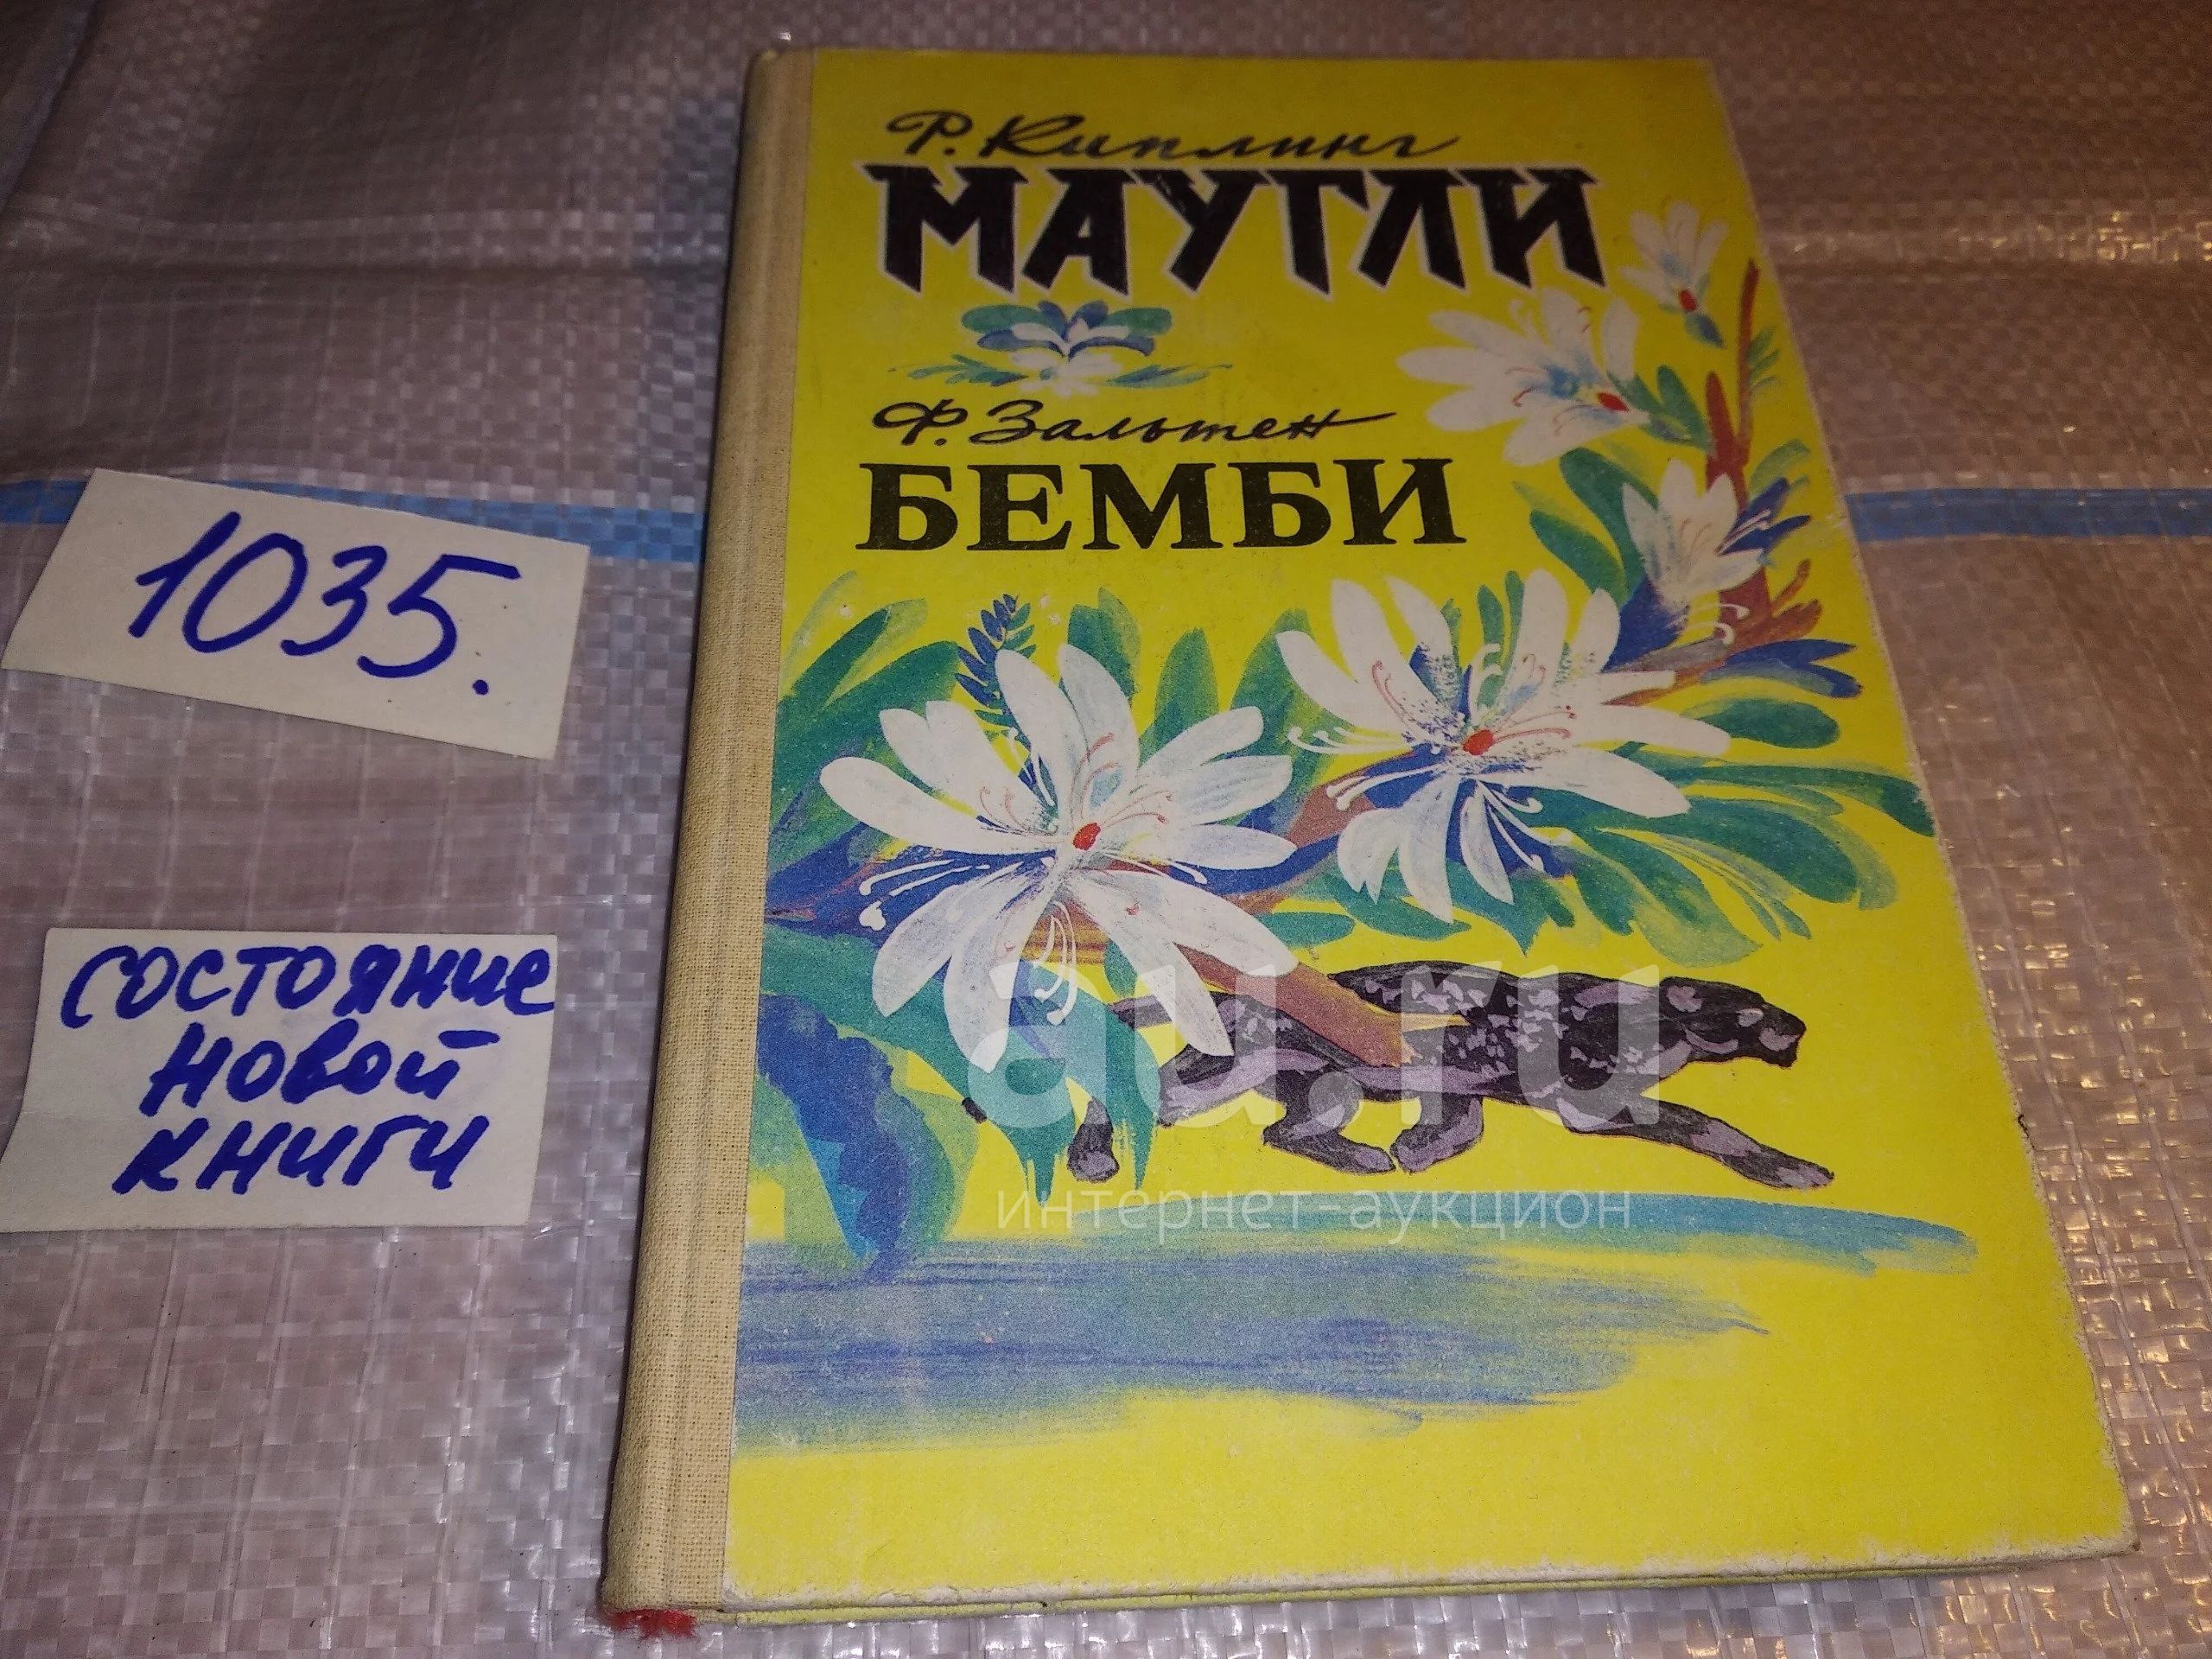 Р. Киплинг
МАУГЛИ
Ф. Зальтен
БЕМБИ
1035.
состояние
новой
книги
au.ru
интернет-аукцион